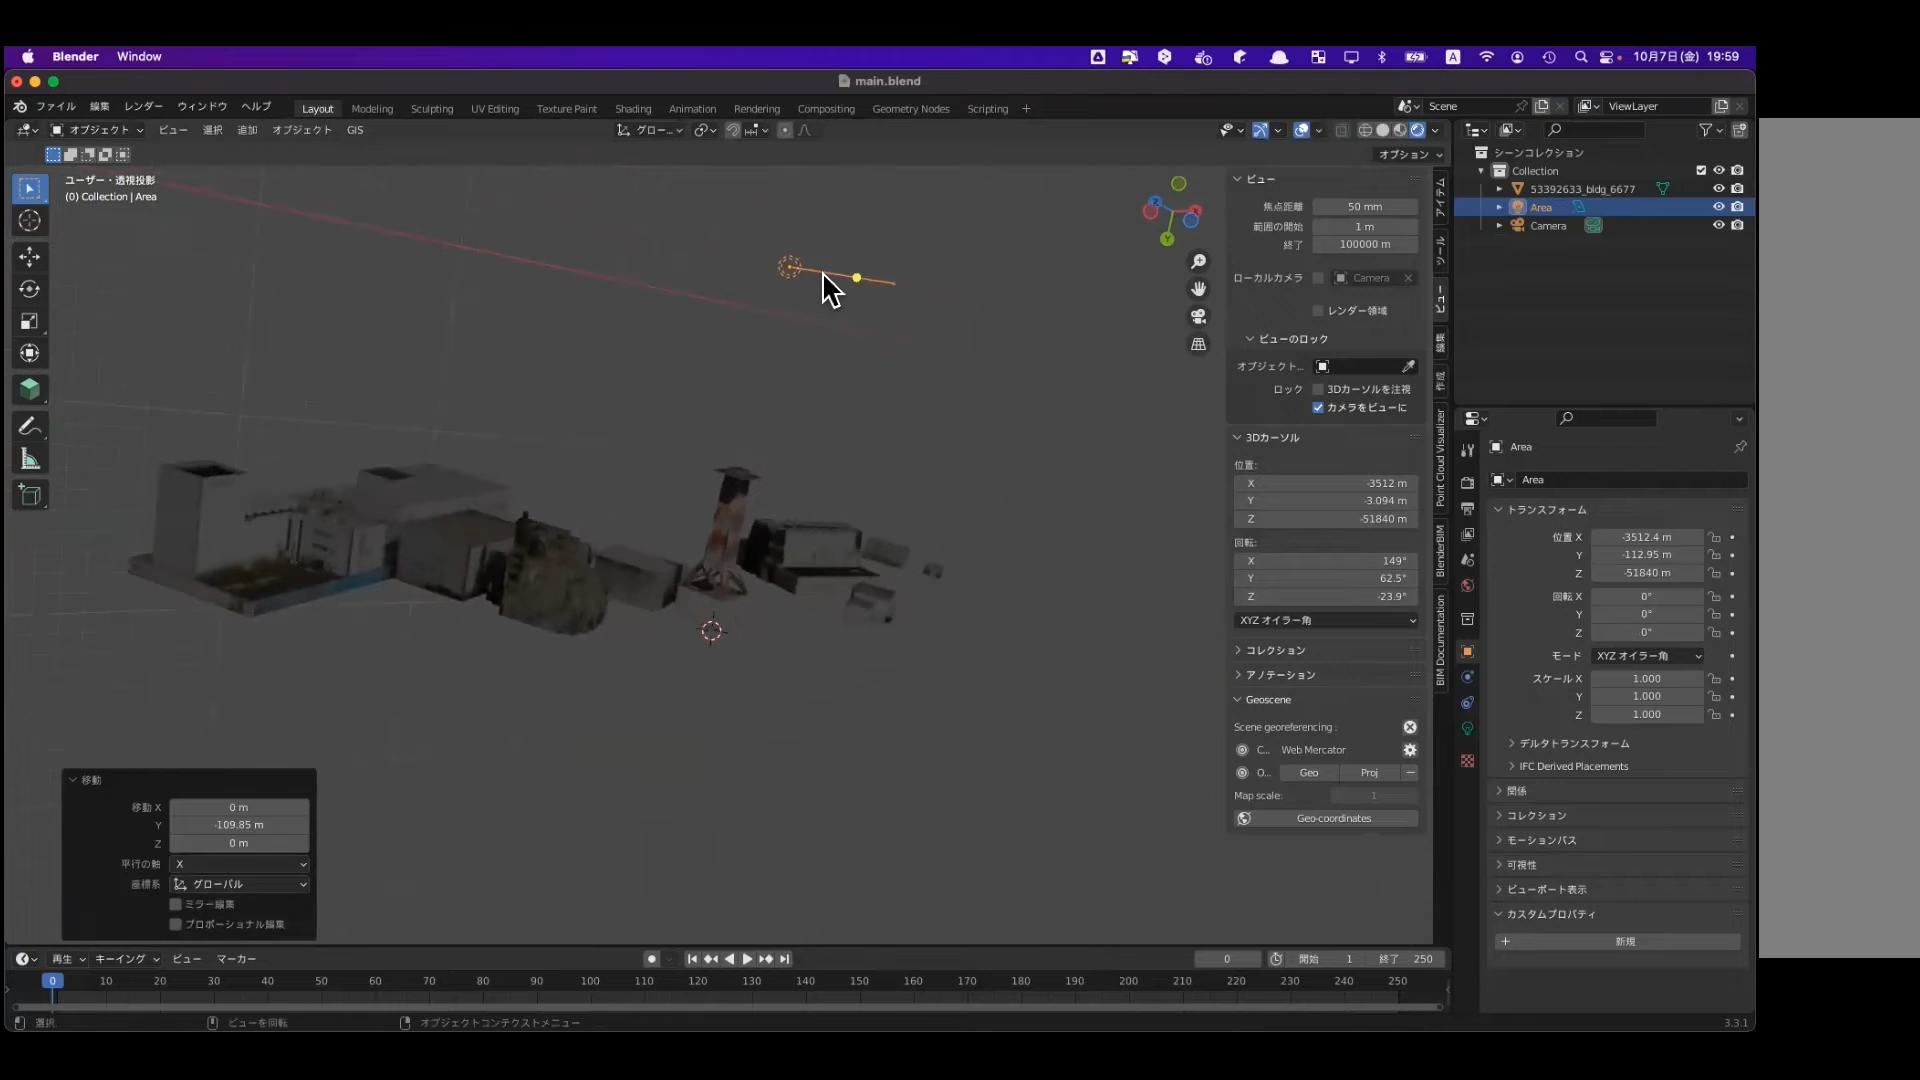 Blender Window
10月7日(金) 19:59
main.blend
ファイル 編集 レンダー ウィンドウ ヘルプ Layout Modeling Sculpting UV Editing Texture Paint Shading Animation Rendering Compositing Geometry Nodes Scripting + Scene ViewLayer
オブジェクト ビュー 選択 追加 オブジェクト GIS グロー...
オプション
ユーザー・透視投影
(0) Collection | Area
ビュー
焦点距離 50 mm
範囲の開始 1 m
終了 100000 m
ローカルカメラ Camera
レンダー領域
ビューのロック
オブジェクト...
ロック 3Dカーソルを注視
カメラをビューに
3Dカーソル
位置:
X -3512 m
Y -3.094 m
Z -51840 m
回転:
X 149°
Y 62.5°
Z -23.9°
XYZ オイラー角
コレクション
アノテーション
Geoscene
Scene georeferencing :
C... Web Mercator
O... Geo Proj
Map scale: 1
Geo-coordinates
アイテム
ツール
ビュー
編集
作成
Point Cloud Visualizer
BlenderBIM
BIM Documentation
シーンコレクション
Collection
53392633_bldg_6677
Area
Camera
Area
Area
トランスフォーム
位置 X -3512.4 m
Y -112.95 m
Z -51840 m
回転 X 0°
Y 0°
Z 0°
モード XYZ オイラー角
スケール X 1.000
Y 1.000
Z 1.000
デルタトランスフォーム
IFC Derived Placements
関係
コレクション
モーションパス
可視性
ビューポート表示
カスタムプロパティ
+ 新規
移動
移動 X 0 m
Y -109.85 m
Z 0 m
平行の軸 X
座標系 グローバル
ミラー編集
プロポーショナル編集
再生 キーイング ビュー マーカー 0 開始 1 終了 250
0 10 20 30 40 50 60 70 80 90 100 110 120 130 140 150 160 170 180 190 200 210 220 230 240 250
選択 ビューを回転 オブジェクトコンテクストメニュー 3.3.1